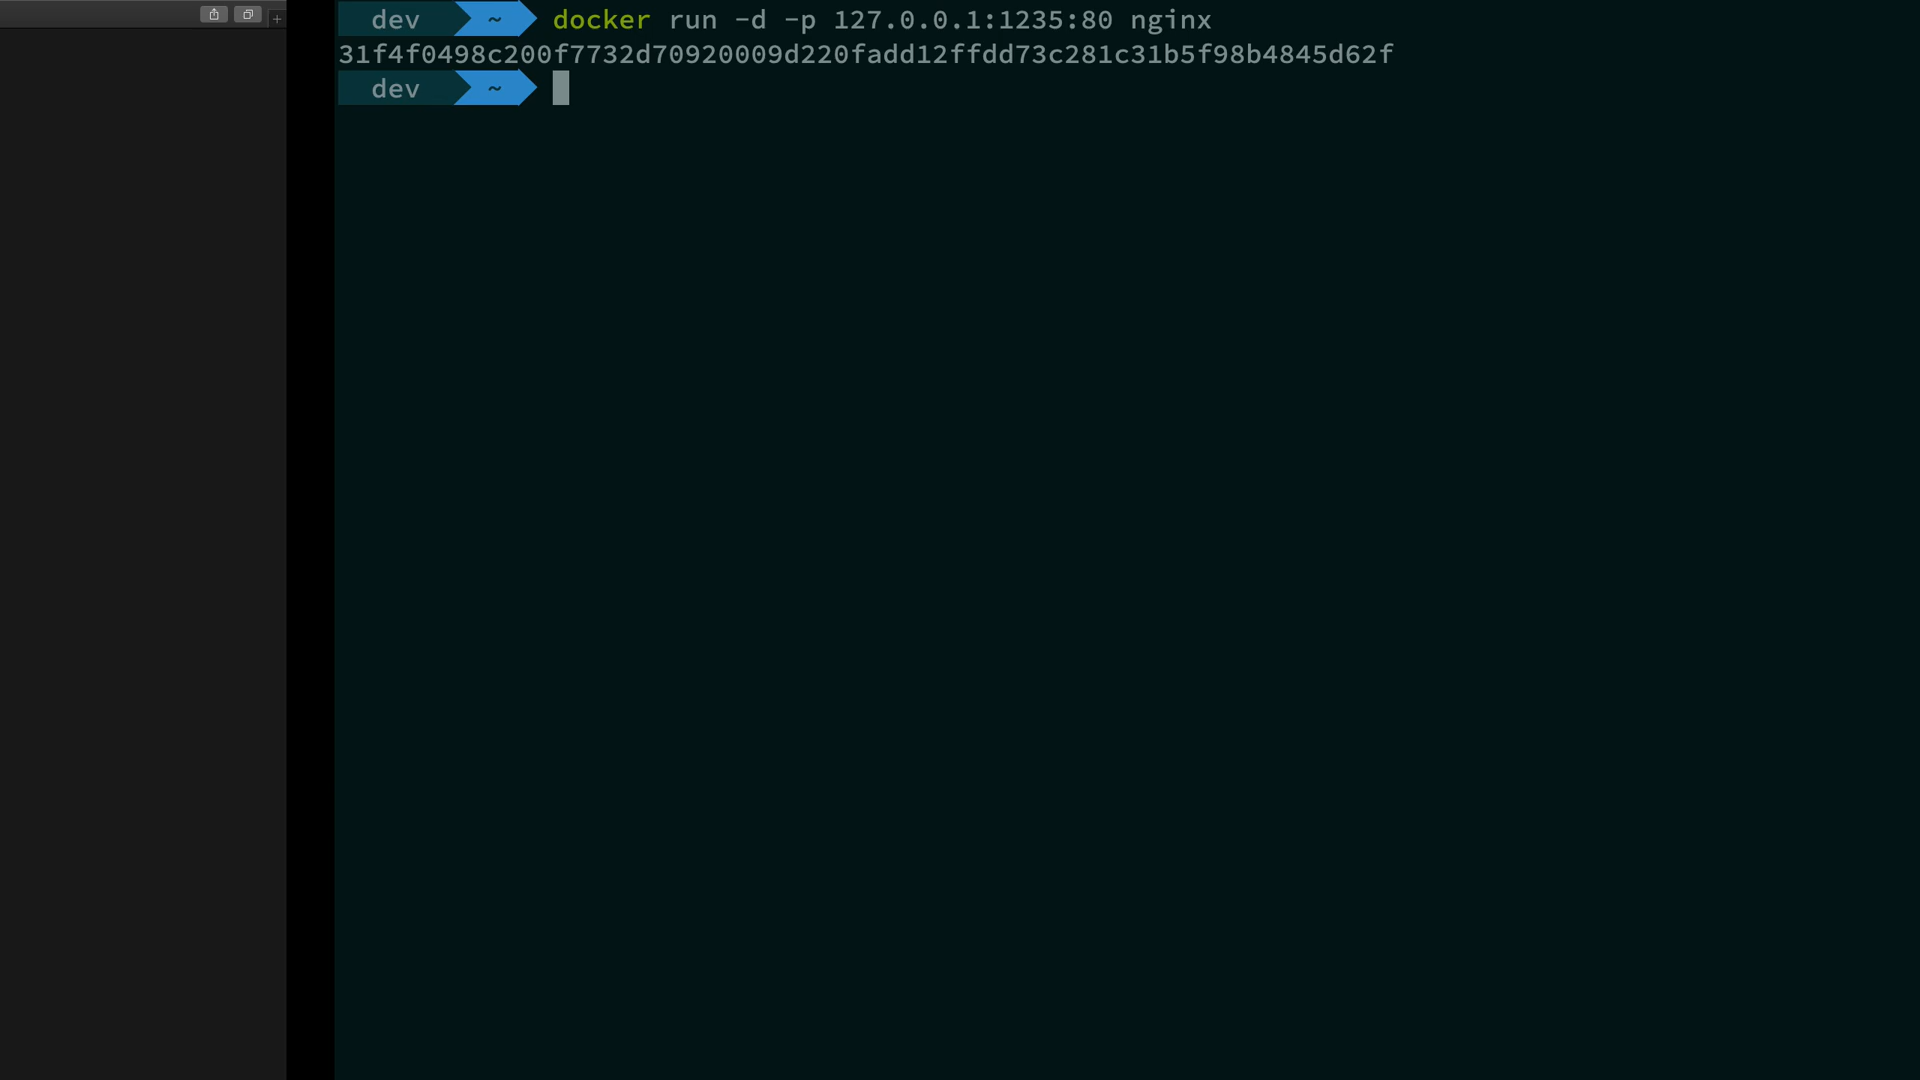 dev ~ docker run -d -p 127.0.0.1:1235:80 nginx
31f4f0498c200f7732d70920009d220fadd12ffdd73c281c31b5f98b4845d62f
dev ~